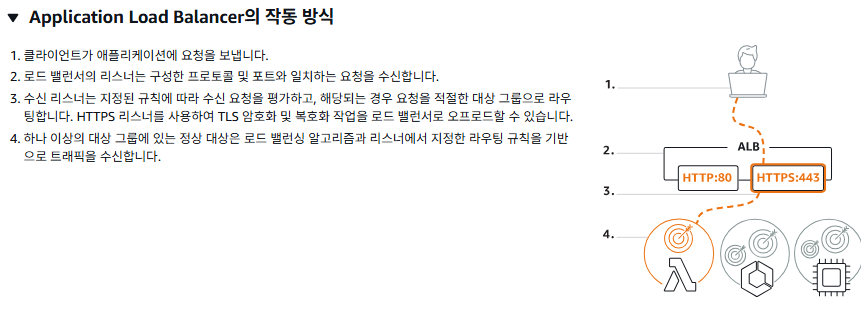 ▼ Application Load Balancer의 작동 방식
1. 클라이언트가 애플리케이션에 요청을 보냅니다.
2. 로드 밸런서의 리스너는 구성한 프로토콜 및 포트와 일치하는 요청을 수신합니다.
3. 수신 리스너는 지정된 규칙에 따라 수신 요청을 평가하고, 해당되는 경우 요청을 적절한 대상 그룹으로 라우
팅합니다. HTTPS 리스너를 사용하여 TLS 암호화 및 복호화 작업을 로드 밸런서로 오프로드할 수 있습니다.
4. 하나 이상의 대상 그룹에 있는 정상 대상은 로드 밸런싱 알고리즘과 리스너에서 지정한 라우팅 규칙을 기반
으로 트래픽을 수신합니다.
1.
2.
ALB
HTTP:80
HTTPS:443
3.
4.